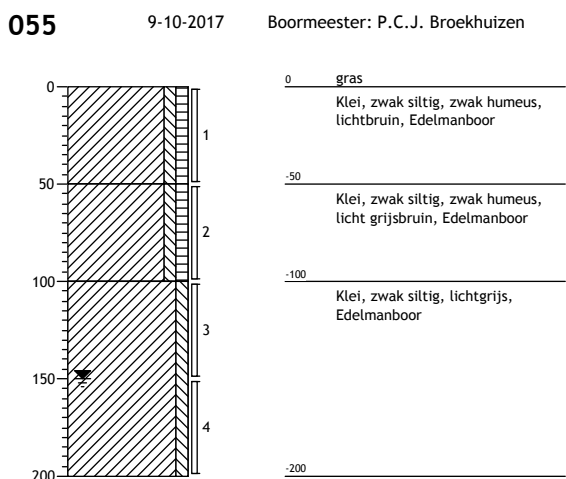 055 9-10-2017 Boormeester: P.C.J. Broekhuizen
0
50
100
150
200
1
2
3
4
0 gras
Klei, zwak siltig, zwak humeus,
lichtbruin, Edelmanboor
-50
Klei, zwak siltig, zwak humeus,
licht grijsbruin, Edelmanboor
-100
Klei, zwak siltig, lichtgrijs,
Edelmanboor
-200